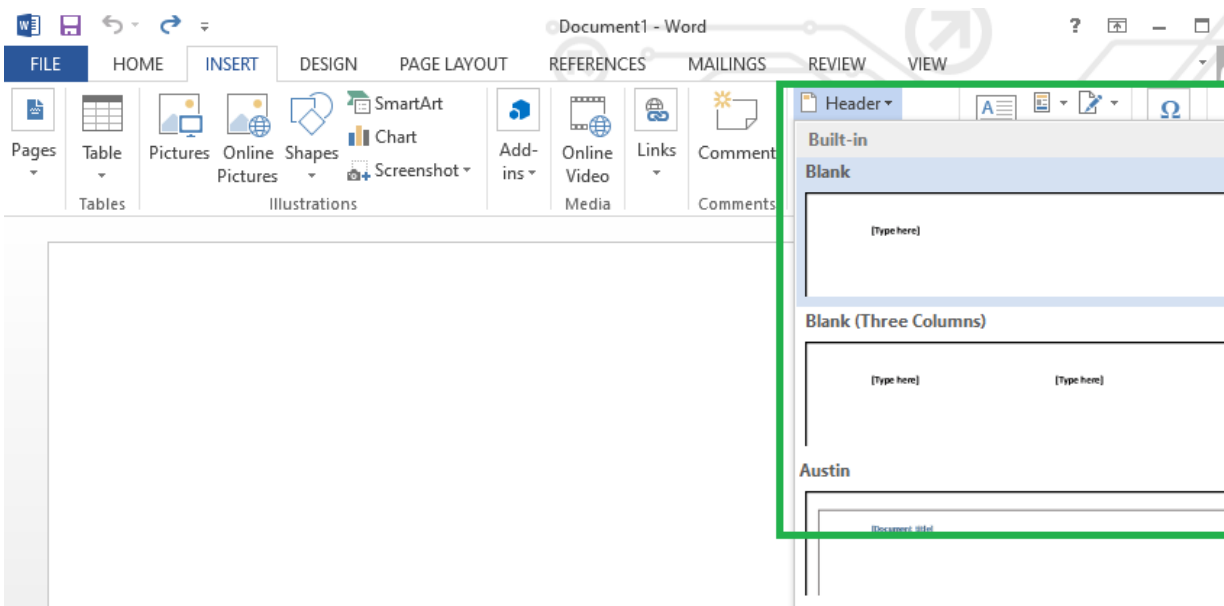 Document1 - Word
FILE HOME INSERT DESIGN PAGE LAYOUT REFERENCES MAILINGS REVIEW VIEW
Pages
Table
Pictures
Online
Pictures
Shapes
SmartArt
Chart
Screenshot
Add-
ins
Online
Video
Links
Comment
Header
Tables
Illustrations
Media
Comments
Built-in
Blank
[Type here]
Blank (Three Columns)
[Type here] [Type here]
Austin
[Document title]